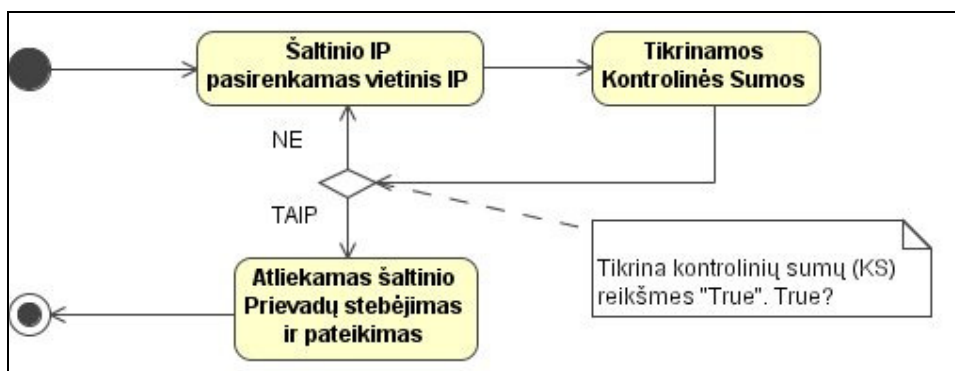 Šaltinio IP
pasirenkamas vietinis IP
Tikrinamos
Kontrolinės Sumos
NE
TAIP
Tikrina kontrolinių sumų (KS)
reikšmes "True". True?
Atliekamas šaltinio
Prievadų stebėjimas
ir pateikimas